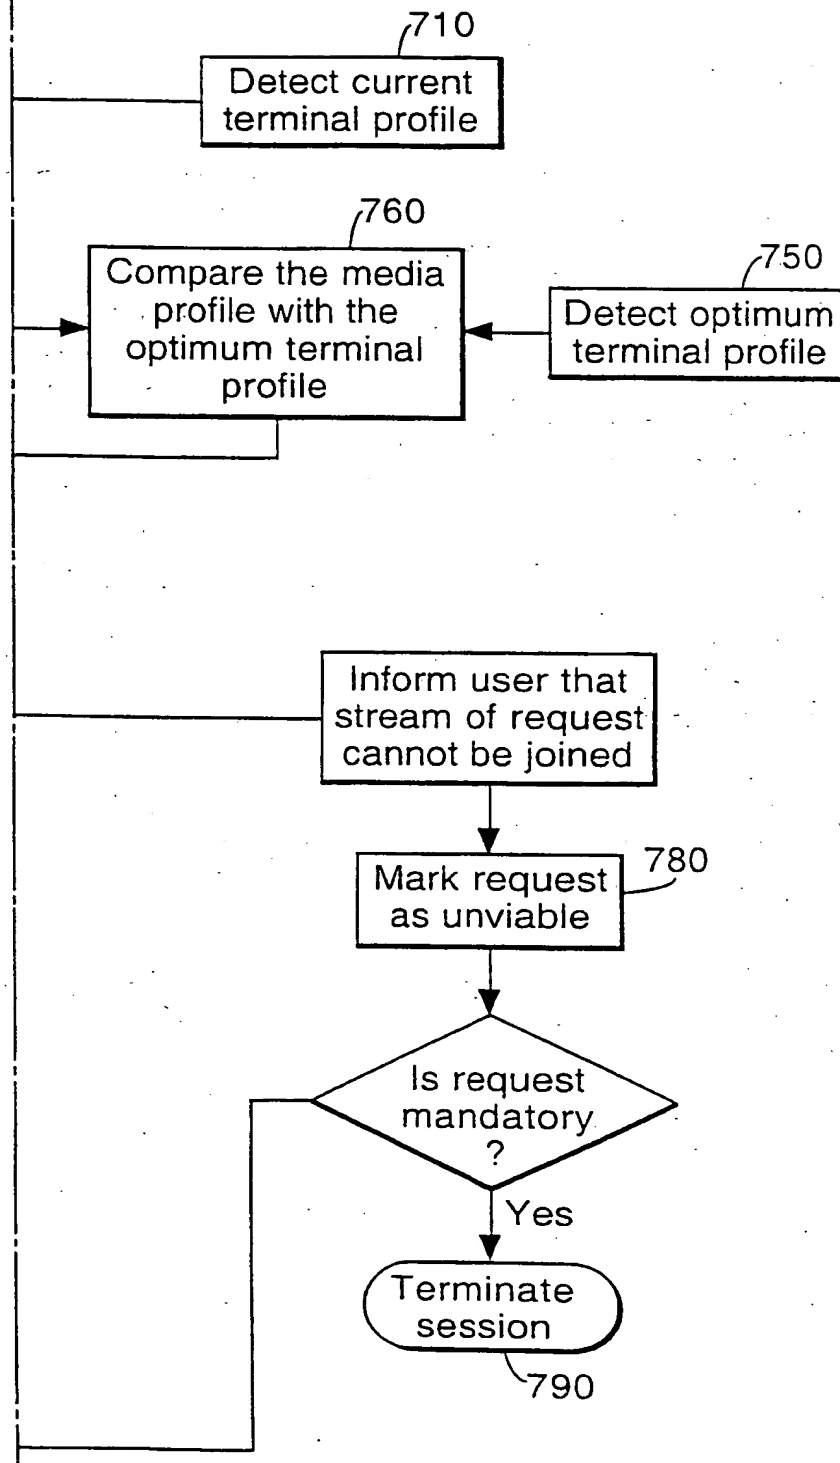 710
Detect current
terminal profile
760
Compare the media
profile with the
optimum terminal
profile
750
Detect optimum
terminal profile
Inform user that
stream of request
cannot be joined
780
Mark request
as unviable
Is request
mandatory
?
Yes
Terminate
session
790